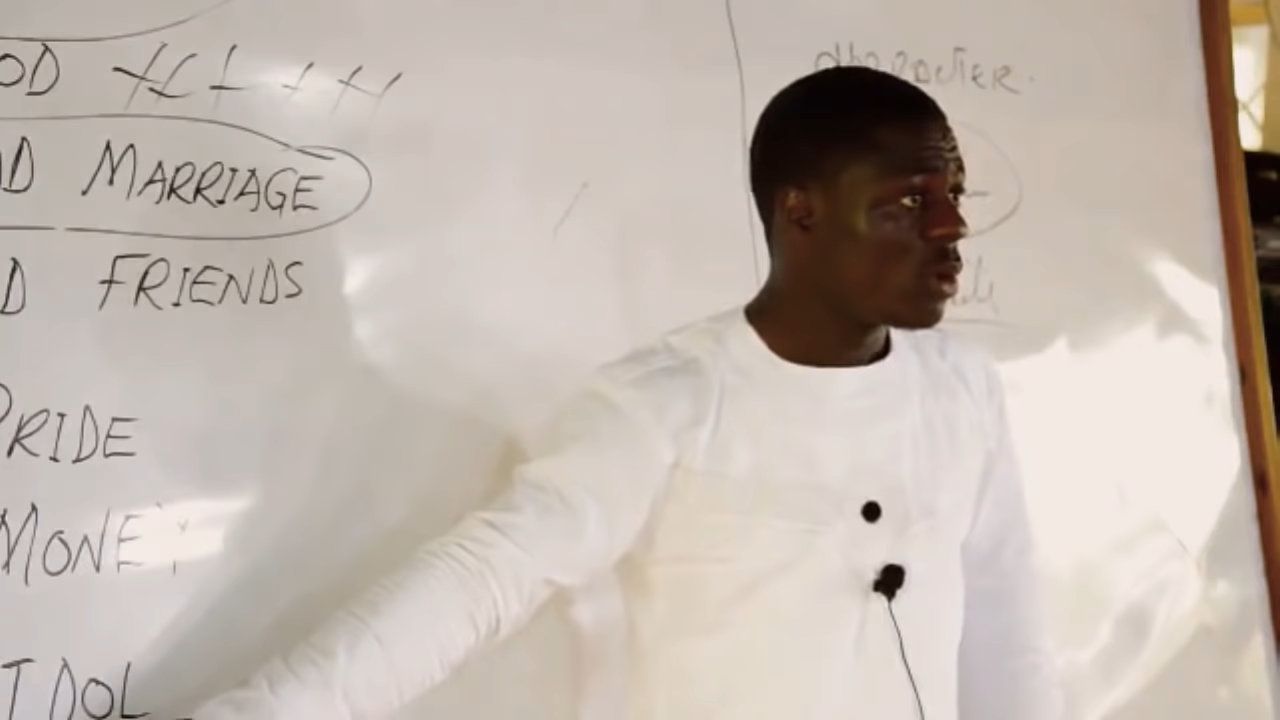 OD
D MARRIAGE
D FRIENDS
PRIDE
MONEY
IDOL
CHARACTER.